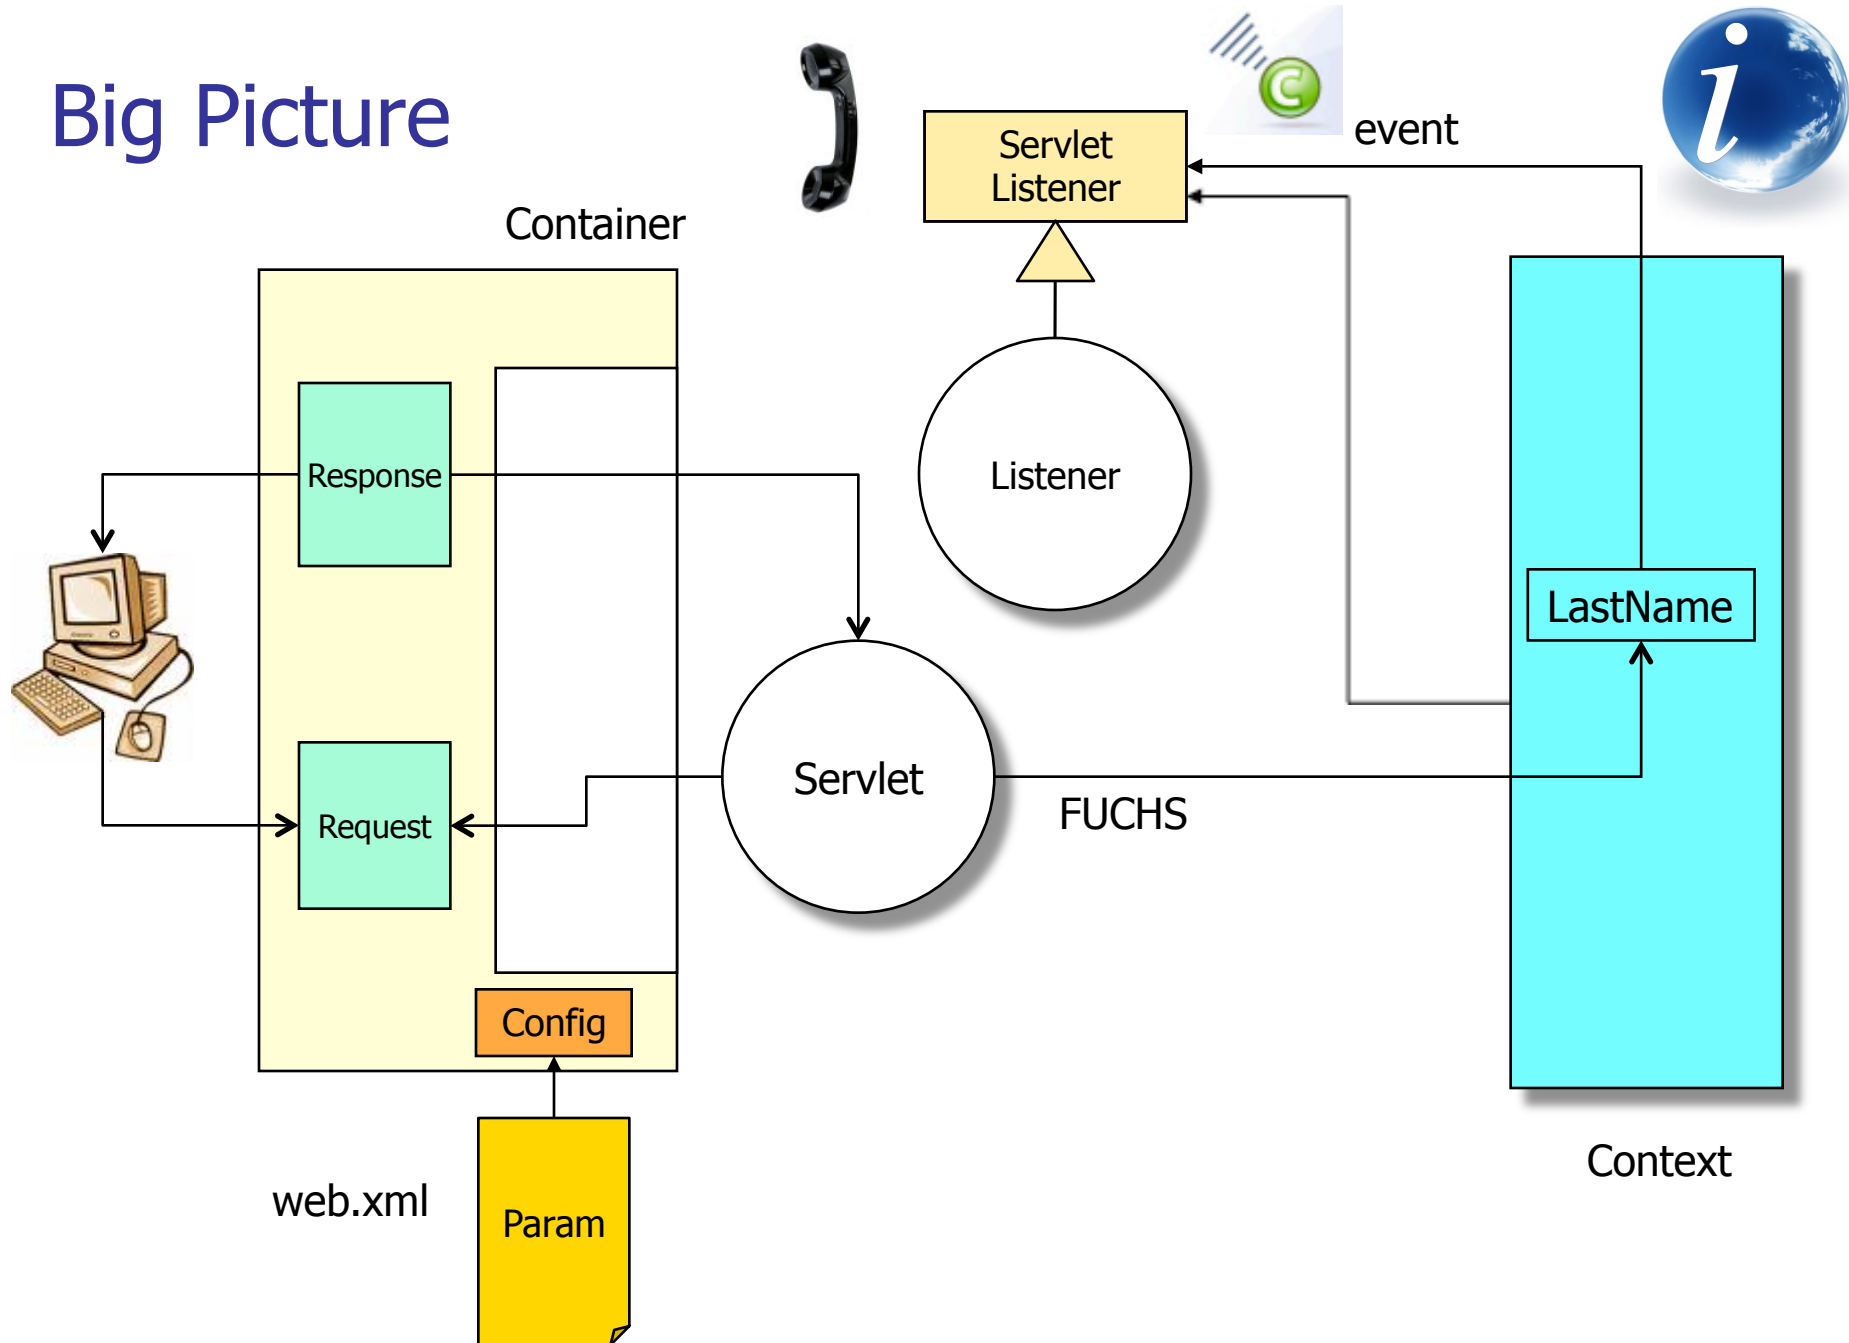 Big Picture
event
Servlet
Listener
Container
Response
Listener
LastName
Servlet
FUCHS
Request
Config
Context
web.xml
Param